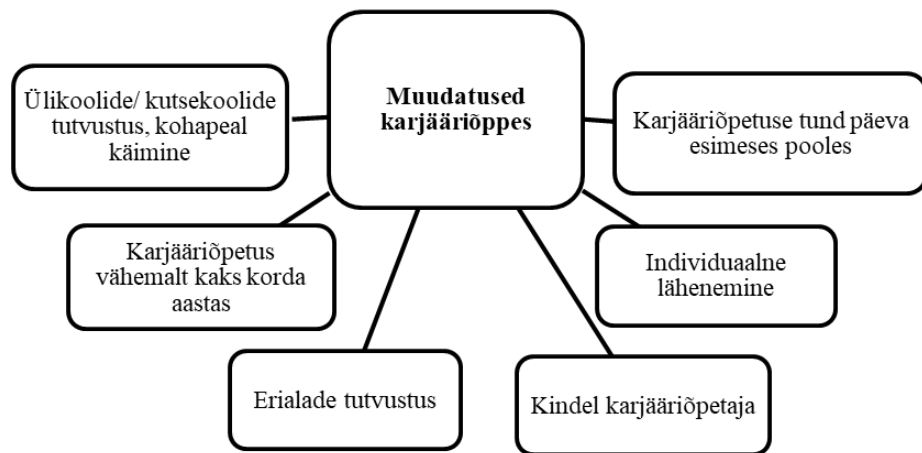 Muudatused
karjääriõppes
Ülikoolide/ kutsekoolide
tutvustus, kohapeal
käimine
Karjääriõpetuse tund päeva
esimeses pooles
Karjääriõpetus
vähemalt kaks korda
aastas
Individuaalne
lähenemine
Erialade tutvustus
Kindel karjääriõpetaja